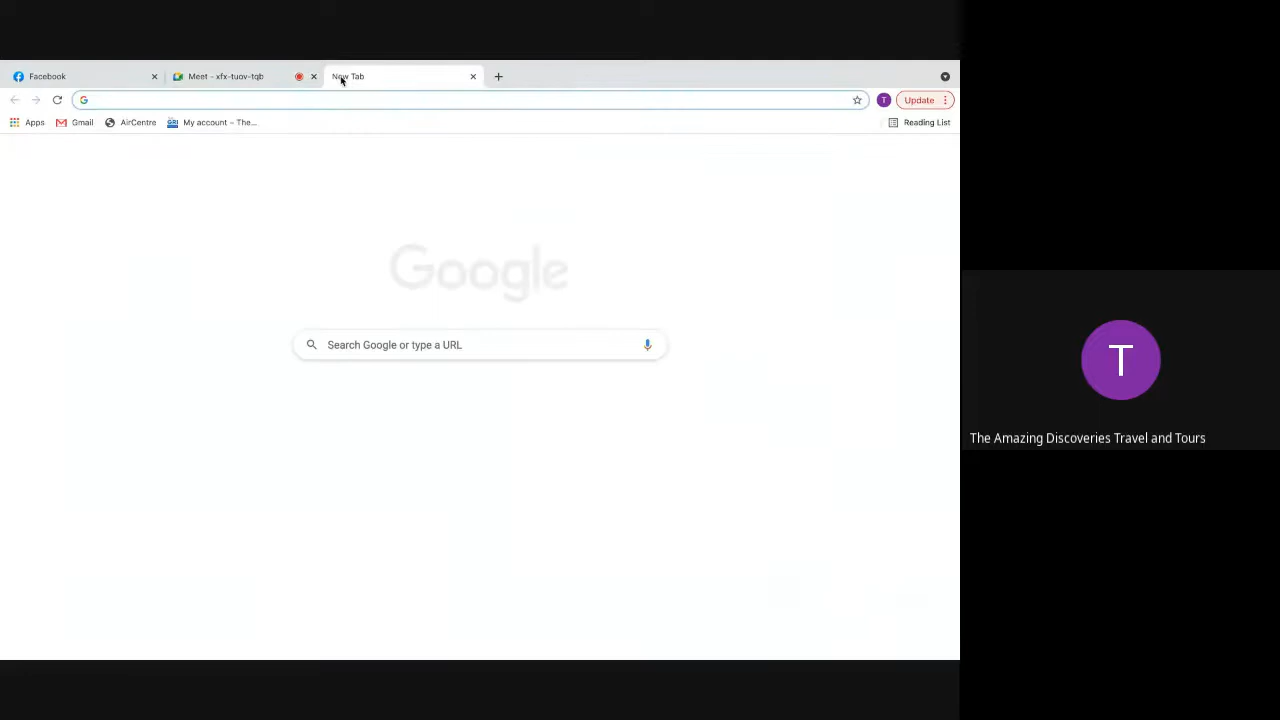 Facebook
Meet - xfx-tuov-tqb
New Tab
Update
Apps
Gmail
AirCentre
GRI
My account – The...
Reading List
Google
Search Google or type a URL
T
T
The Amazing Discoveries Travel and Tours